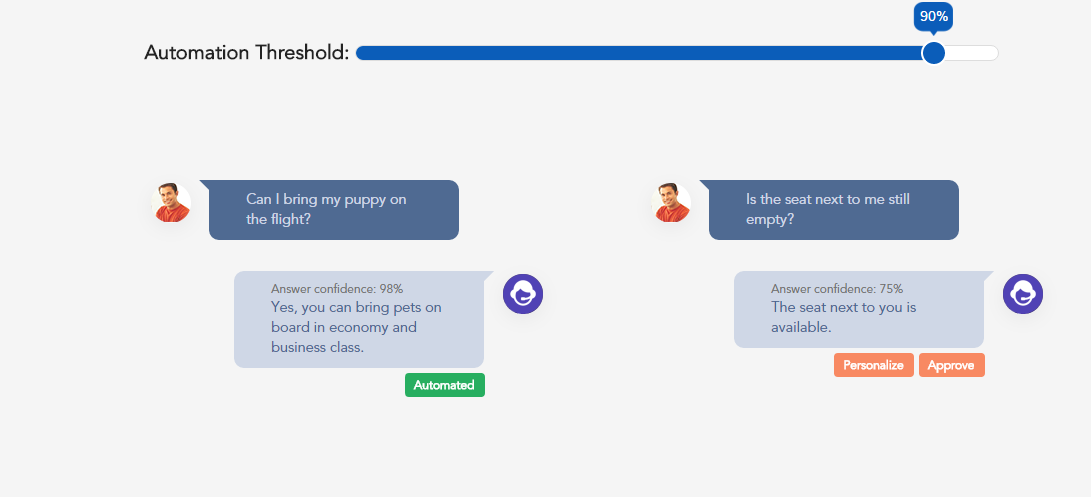 90%
Automation Threshold:
Can I bring my puppy on
the flight?
Answer confidence: 98%
Yes, you can bring pets on
board in economy and
business class.
Automated
Is the seat next to me still
empty?
Answer confidence: 75%
The seat next to you is
available.
Personalize
Approve